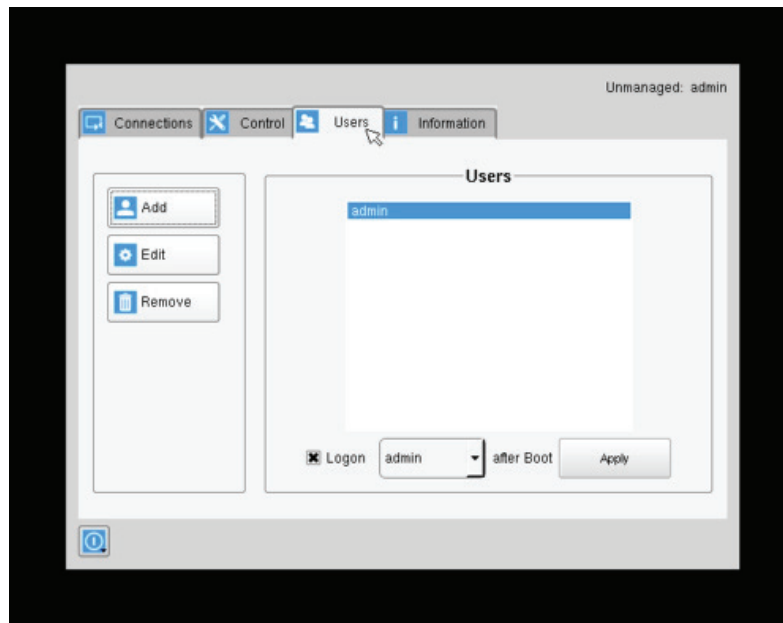 Unmanaged: admin
Connections Control Users i Information
Users
Add
admin
Edit
Remove
Logon admin after Boot Apply